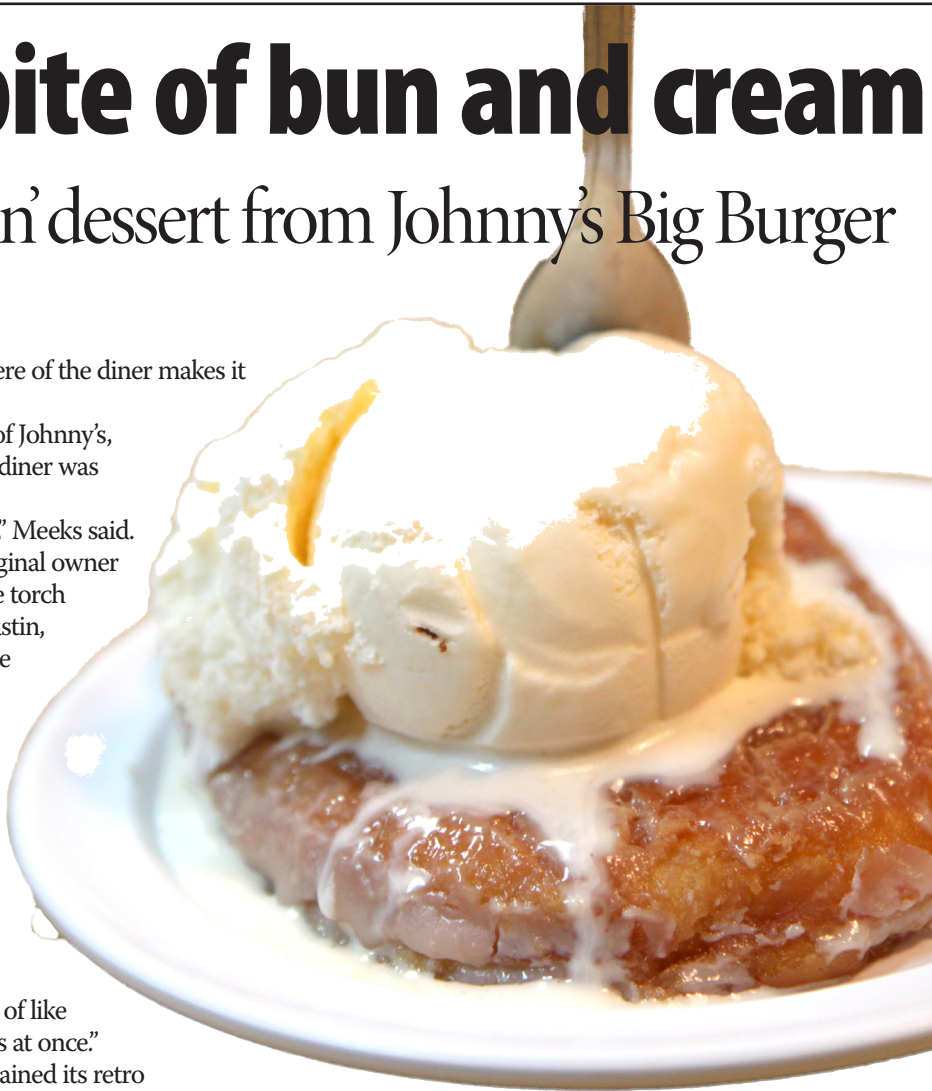 bite of bun and cream
n’ dessert from Johnny’s Big Burger
ere of the diner makes it
of Johnny’s,
diner was
,” Meeks said.
ginal owner
e torch
stin,
e
of like
s at once.”
ained its retro